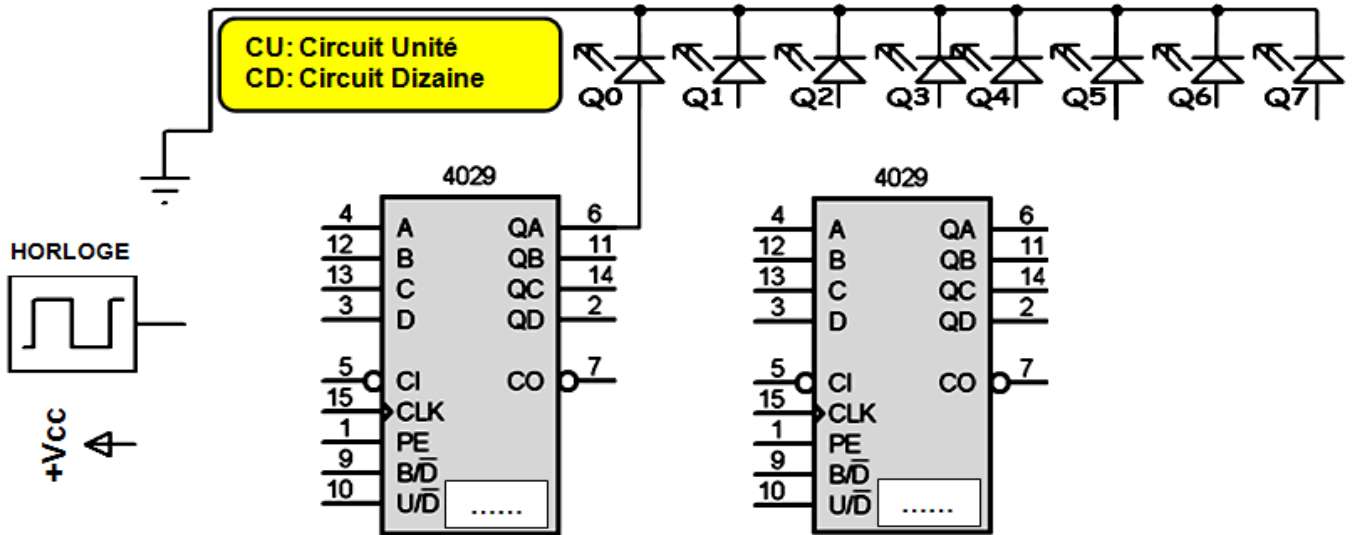 CU: Circuit Unité
CD: Circuit Dizaine
Q0 Q1 Q2 Q3 Q4 Q5 Q6 Q7
HORLOGE
+Vcc
4029
4 A QA 6
12 B QB 11
13 C QC 14
3 D QD 2
5 CI CO 7
15 CLK
1 PE
9 B/D̅
10 U/D̅ ......
4029
4 A QA 6
12 B QB 11
13 C QC 14
3 D QD 2
5 CI CO 7
15 CLK
1 PE
9 B/D̅
10 U/D̅ ......